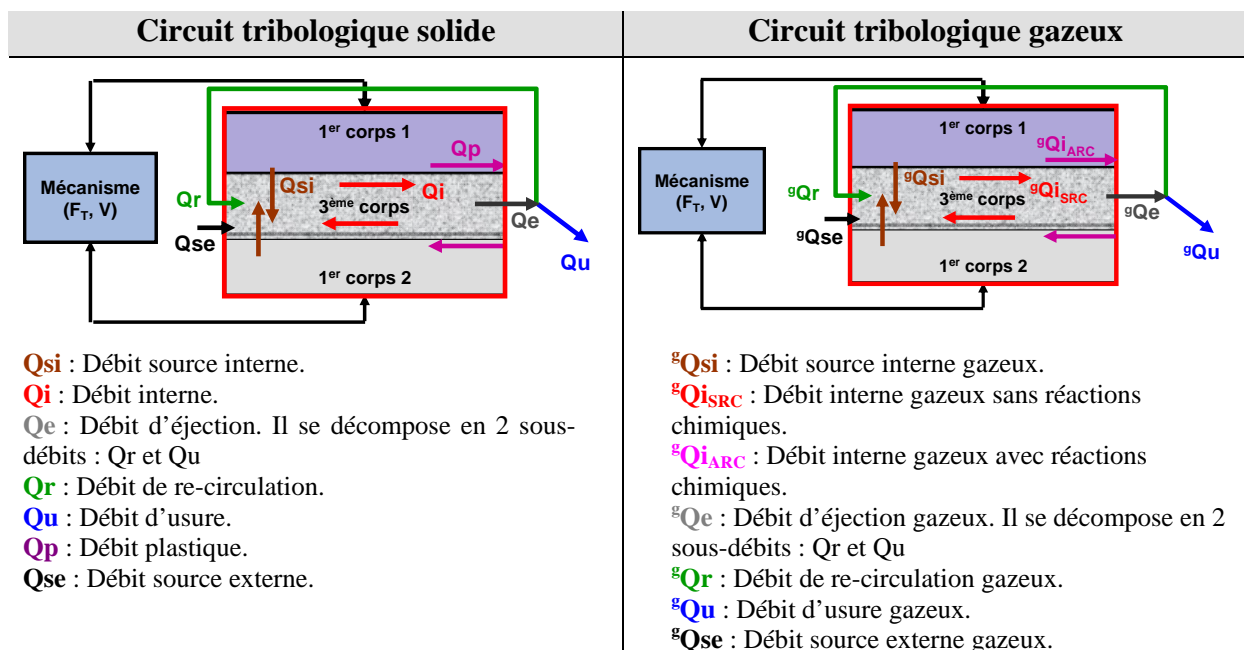 Circuit tribologique solide
1er corps 1
Qp
Mécanisme
(FT, V)
Qr
Qsi
Qi
3ème corps
Qe
Qse
Qu
1er corps 2
Qsi : Débit source interne.
Qi : Débit interne.
Qe : Débit d'éjection. Il se décompose en 2 sous-
débits : Qr et Qu
Qr : Débit de re-circulation.
Qu : Débit d'usure.
Qp : Débit plastique.
Qse : Débit source externe.
Circuit tribologique gazeux
1er corps 1
gQiARC
Mécanisme
(FT, V)
gQr
gQsi
gQiSRC
3ème corps
gQe
gQse
gQu
1er corps 2
gQsi : Débit source interne gazeux.
gQiSRC : Débit interne gazeux sans réactions
chimiques.
gQiARC : Débit interne gazeux avec réactions
chimiques.
gQe : Débit d'éjection gazeux. Il se décompose en 2
sous-débits : Qr et Qu
gQr : Débit de re-circulation gazeux.
gQu : Débit d'usure gazeux.
gQse : Débit source externe gazeux.